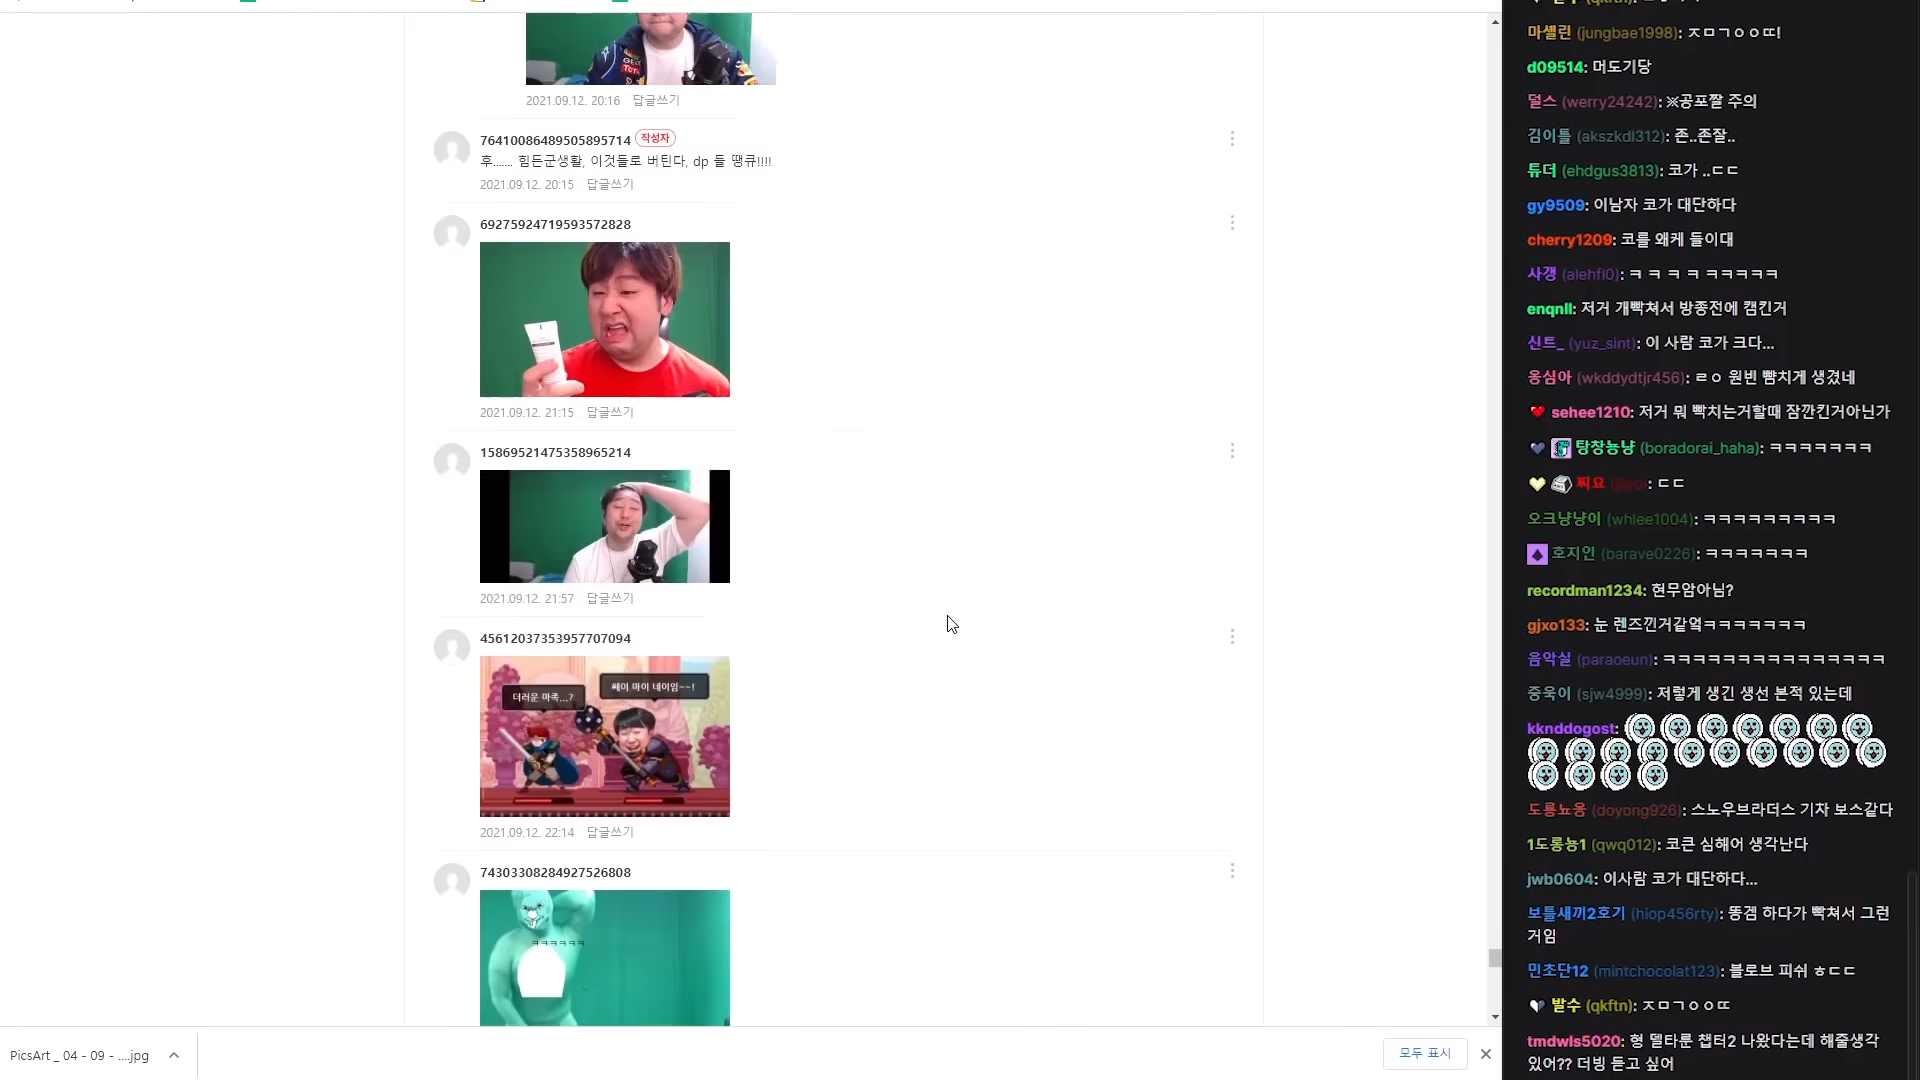 2021.09.12. 20:16 답글쓰기
76410086489505895714 작성자
후....... 힘든군생활, 이것들로 버틴다, dp 들 땡큐!!!!
2021.09.12. 20:15 답글쓰기
69275924719593572828
2021.09.12. 21:15 답글쓰기
15869521475358965214
2021.09.12. 21:57 답글쓰기
45612037353957707094
더러운 마족...?
쎄이 마이 네이임~~!
2021.09.12. 22:14 답글쓰기
74303308284927526808
ㅋㅋㅋㅋㅋㅋ
PicsArt _ 04 - 09 - ....jpg
모두 표시
마셸린 (jungbae1998): ㅈㅁㄱㅇㅇㄸ!
d09514: 머도기당
덜스 (werry24242): ※공포짤 주의
김이틀 (akszkdl312): 존..존잘..
튜더 (ehdgus3813): 코가 ..ㄷㄷ
gy9509: 이남자 코가 대단하다
cherry1209: 코를 왜케 들이대
사갱 (alehfl0): ㅋ ㅋ ㅋ ㅋ ㅋㅋㅋㅋㅋ
enqnll: 저거 개빡쳐서 방종전에 캠킨거
신트_ (yuz_sint): 이 사람 코가 크다...
옹심아 (wkddydtjr456): ㄹㅇ 원빈 뺨치게 생겼네
sehee1210: 저거 뭐 빡치는거할때 잠깐킨거아닌가
탕창뇽냥 (boradorai_haha): ㅋㅋㅋㅋㅋㅋㅋ
찌요: ㄷㄷ
오크냥냥이 (whlee1004): ㅋㅋㅋㅋㅋㅋㅋㅋㅋ
호지인 (barave0226): ㅋㅋㅋㅋㅋㅋㅋ
recordman1234: 현무암아님?
gjxo133: 눈 렌즈낀거같엌ㅋㅋㅋㅋㅋㅋㅋ
음악실 (paraoeun): ㅋㅋㅋㅋㅋㅋㅋㅋㅋㅋㅋㅋㅋㅋㅋ
중욱이 (sjw4999): 저렇게 생긴 생선 본적 있는데
kknddogost:
도룡뇨옹 (doyong926): 스노우브라더스 기차 보스같다
1도롱뇽1 (qwq012): 코큰 심해어 생각난다
jwb0604: 이사람 코가 대단하다...
보틀새끼2호기 (hiop456rty): 똥겜 하다가 빡쳐서 그런
거임
민초단12 (mintchocolat123): 블로브 피쉬 ㅎㄷㄷ
발수 (qkftn): ㅈㅁㄱㅇㅇㄸ
tmdwls5020: 형 델타룬 챕터2 나왔다는데 해줄생각
있어?? 더빙 듣고 싶어